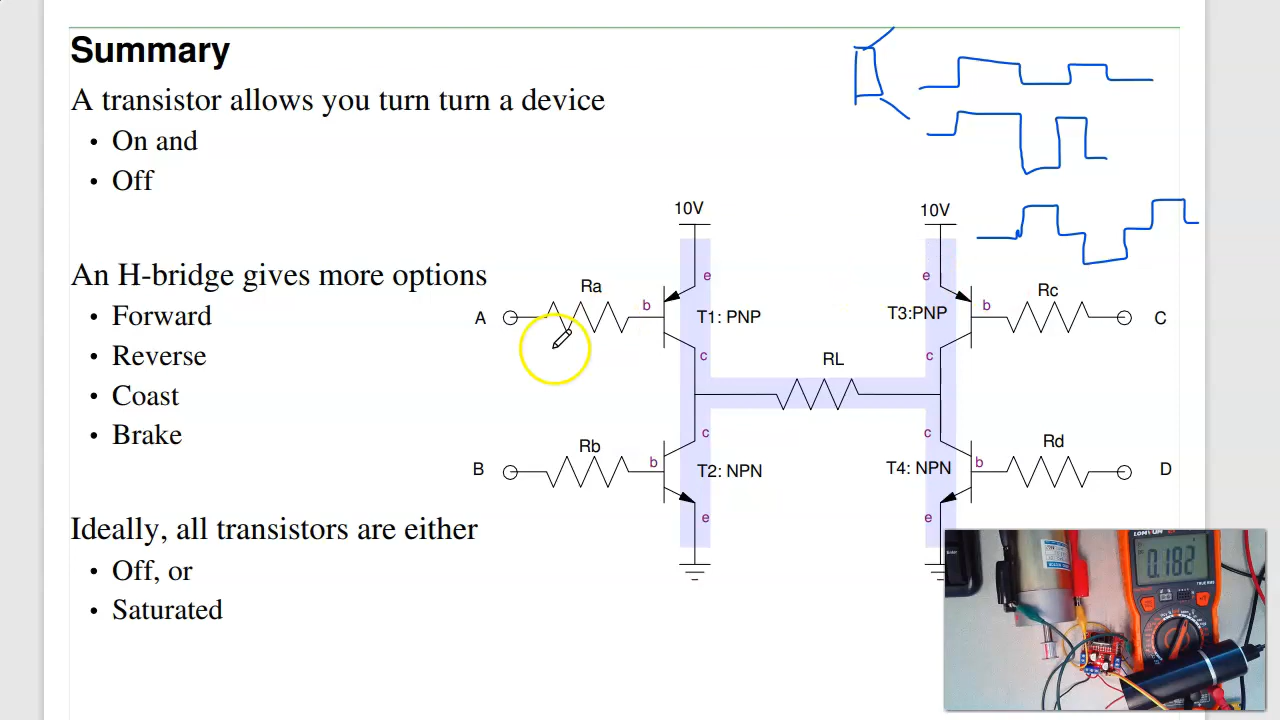 Summary
A transistor allows you turn turn a device
• On and
• Off
An H-bridge gives more options
• Forward
• Reverse
• Coast
• Brake
Ideally, all transistors are either
• Off, or
• Saturated
10V
10V
e
e
Ra
Rc
A
b
T1: PNP
T3:PNP
b
C
c
c
RL
c
c
Rb
Rd
B
b
T2: NPN
T4: NPN
b
D
e
e
0.182
TRUE RMS